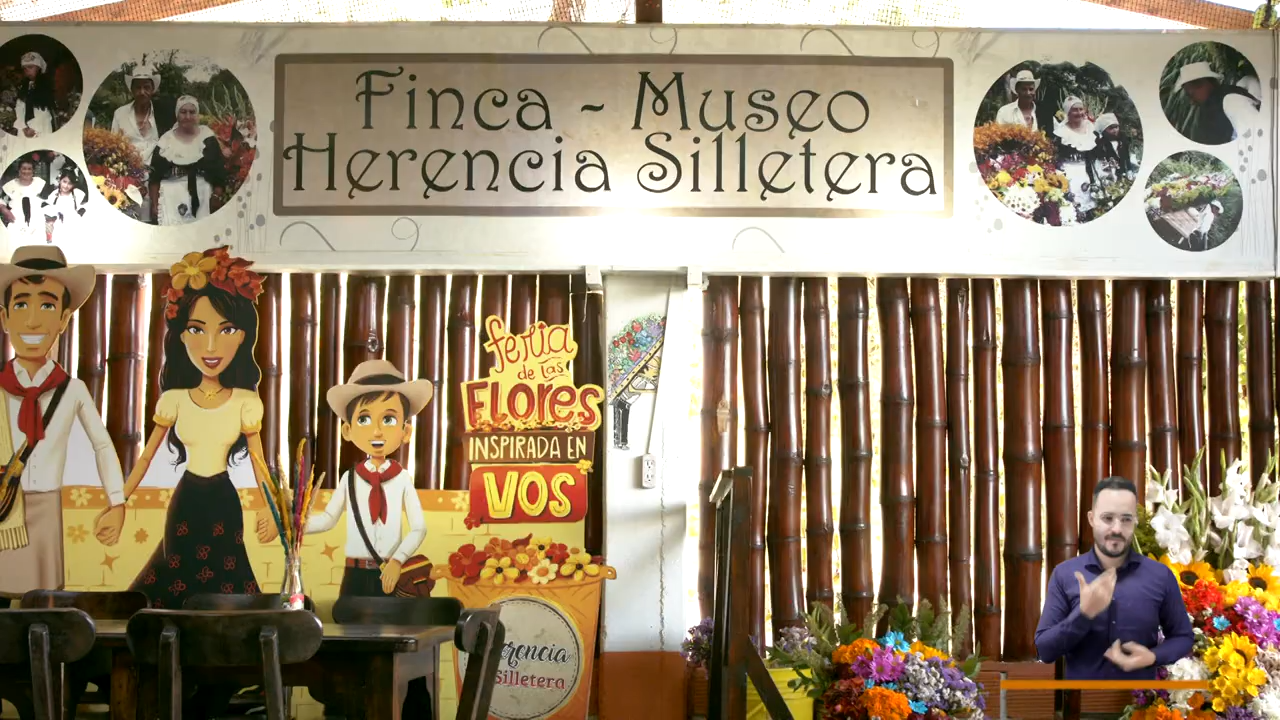 Finca - Museo
Herencia Silletera
feria
de las
FLORES
INSPIRADA EN
VOS
Herencia
Silletera